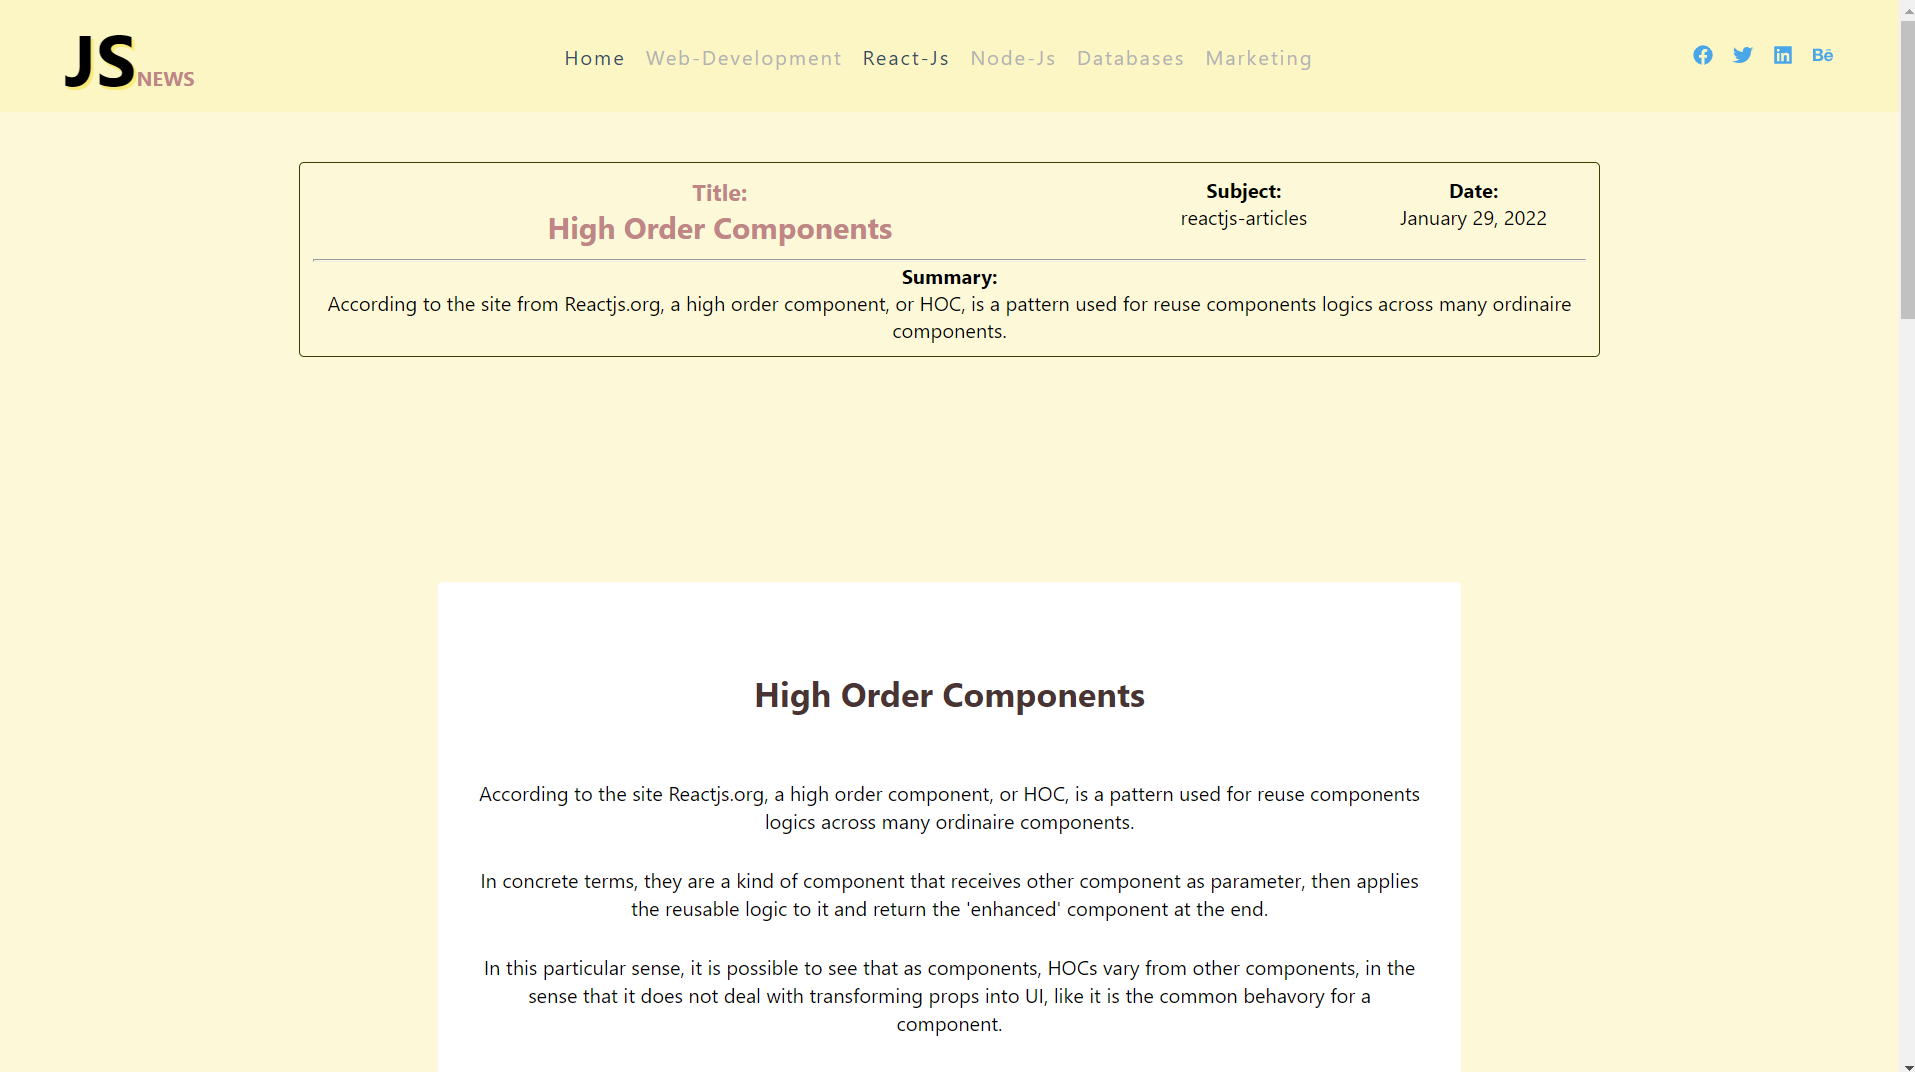 JS NEWS
Home Web-Development React-Js Node-Js Databases Marketing
Bē
Title:
High Order Components
Subject:
reactjs-articles
Date:
January 29, 2022
Summary:
According to the site from Reactjs.org, a high order component, or HOC, is a pattern used for reuse components logics across many ordinaire
components.
High Order Components
According to the site Reactjs.org, a high order component, or HOC, is a pattern used for reuse components
logics across many ordinaire components.
In concrete terms, they are a kind of component that receives other component as parameter, then applies
the reusable logic to it and return the 'enhanced' component at the end.
In this particular sense, it is possible to see that as components, HOCs vary from other components, in the
sense that it does not deal with transforming props into UI, like it is the common behavory for a
component.